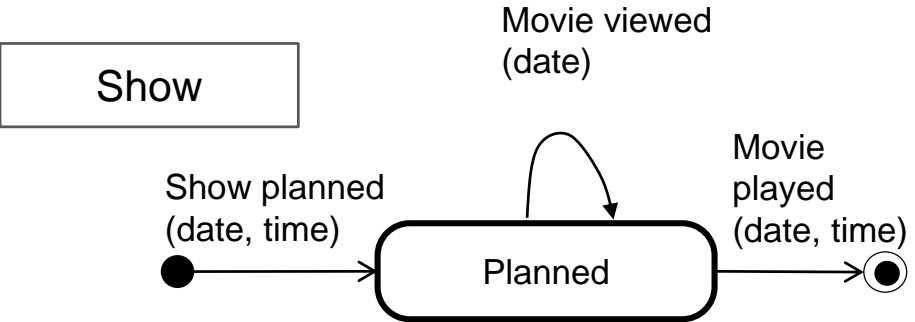 Movie viewed
(date)
Show
Movie
played
(date, time)
Show planned
(date, time)
Planned